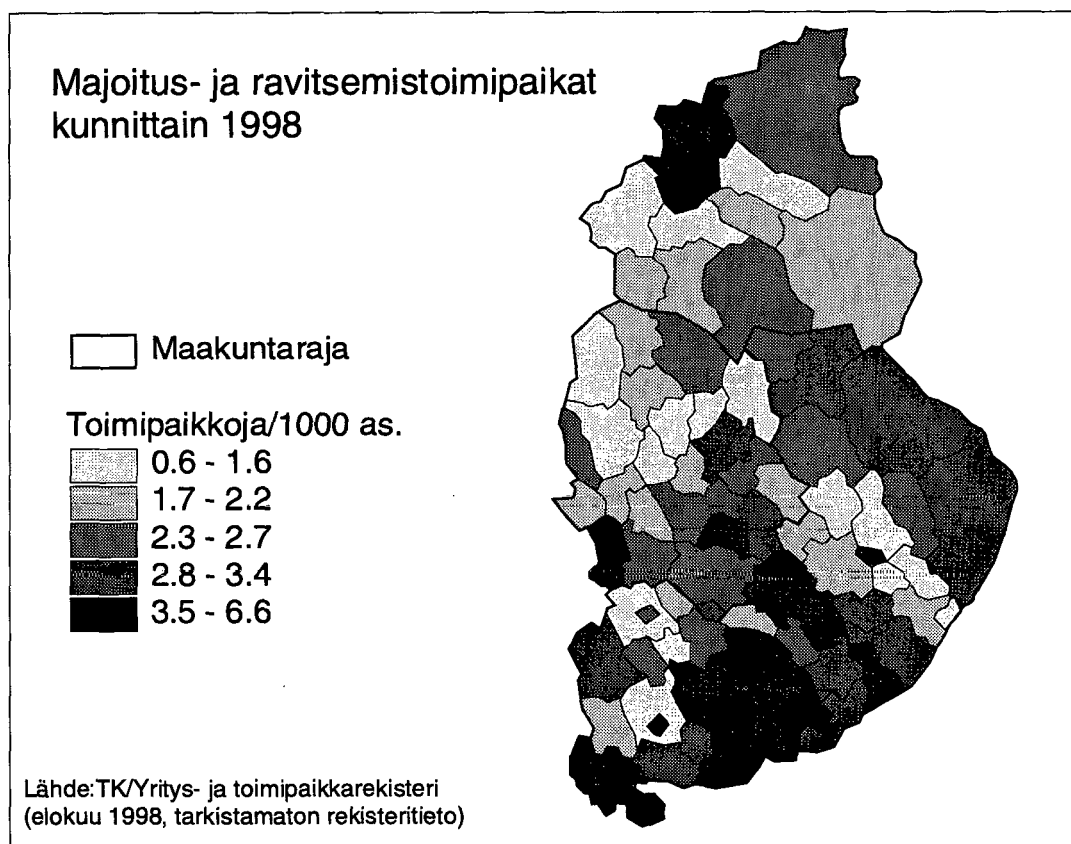 Majoitus- ja ravitsemistoimipaikat
kunnittain 1998
Maakuntaraja
Toimipaikkoja/1000 as.
0.6 - 1.6
1.7 - 2.2
2.3 - 2.7
2.8 - 3.4
3.5 - 6.6
Lähde:TK/Yritys- ja toimipaikkarekisteri
(elokuu 1998, tarkistamaton rekisteritieto)